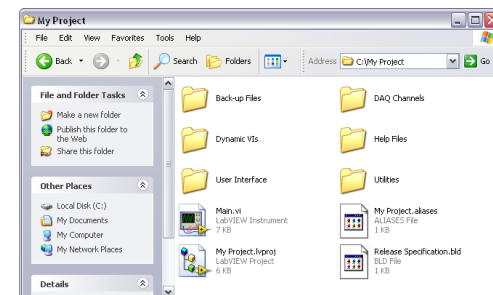 My Project
File Edit View Favorites Tools Help
Back Search Folders Address C:\My Project Go
File and Folder Tasks
Make a new folder
Publish this folder to
the Web
Share this folder
Other Places
Local Disk (C:)
My Documents
My Computer
My Network Places
Details
Back-up Files
DAQ Channels
Dynamic VIs
Help Files
User Interface
Utilities
Main.vi
LabVIEW Instrument
7 KB
My Project.aliases
ALIASES File
1 KB
My Project.lvproj
LabVIEW Project
6 KB
Release Specification.bld
BLD File
1 KB